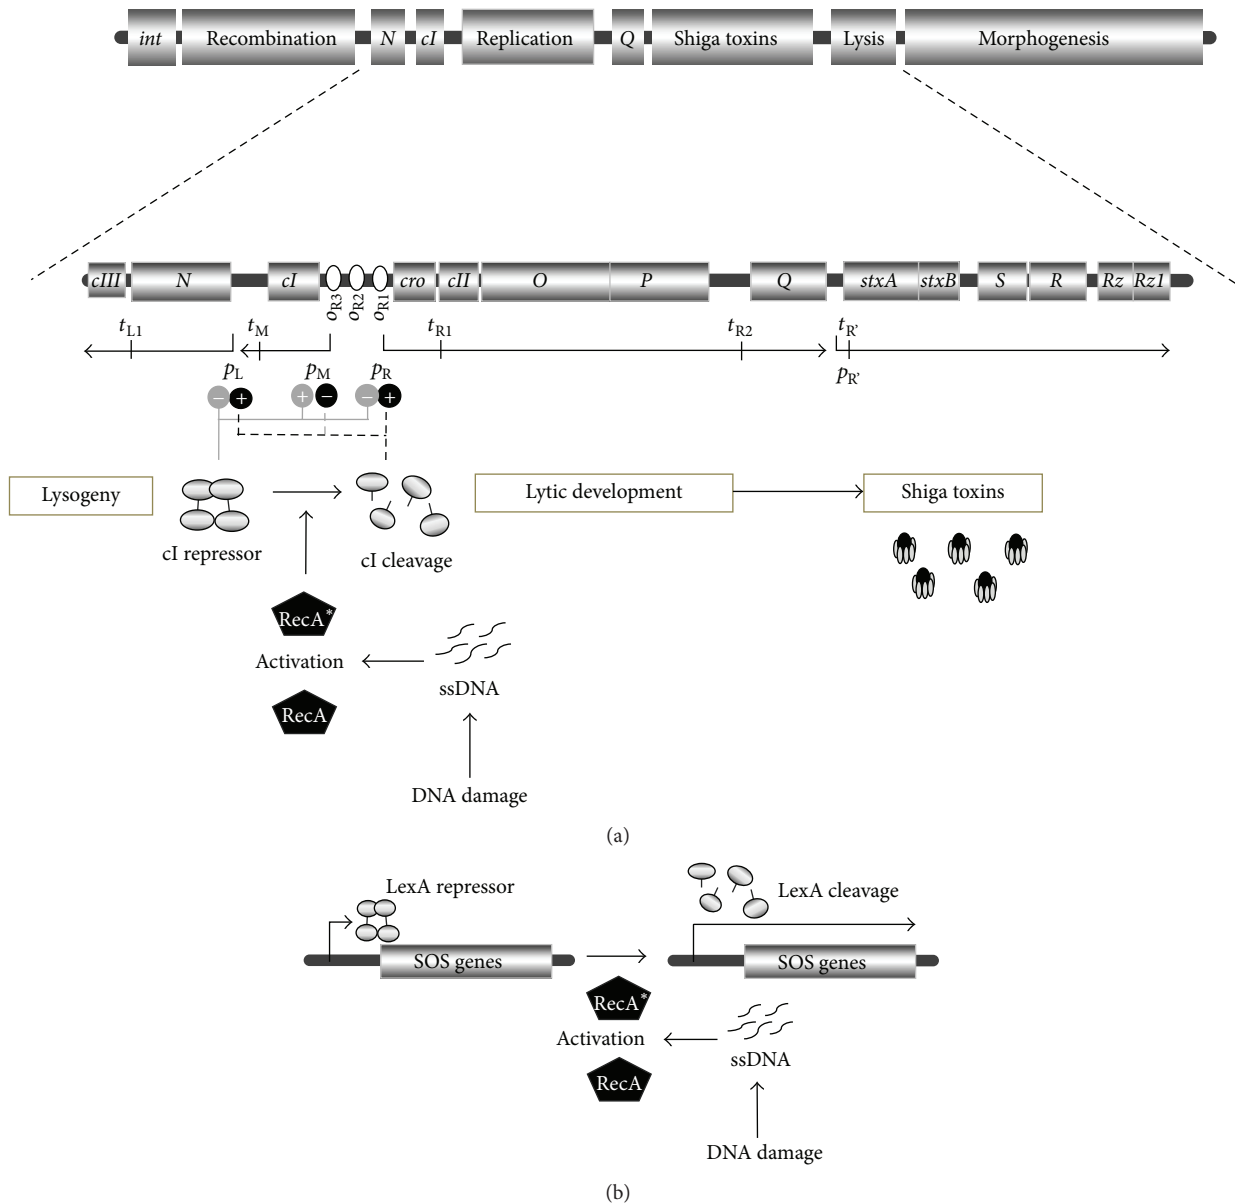 int Recombination N cI Replication Q Shiga toxins Lysis Morphogenesis
cIII N cI cro cII O P Q stxA stxB S R Rz Rz1
oR3 oR2 oR1
tL1 tM tR1 tR2 tR'
pL pM pR pR'
− + + − − +
Lysogeny Lytic development Shiga toxins
cI repressor cI cleavage
RecA*
Activation
ssDNA
RecA
DNA damage
(a)
LexA repressor LexA cleavage
SOS genes SOS genes
RecA*
Activation
ssDNA
RecA
DNA damage
(b)